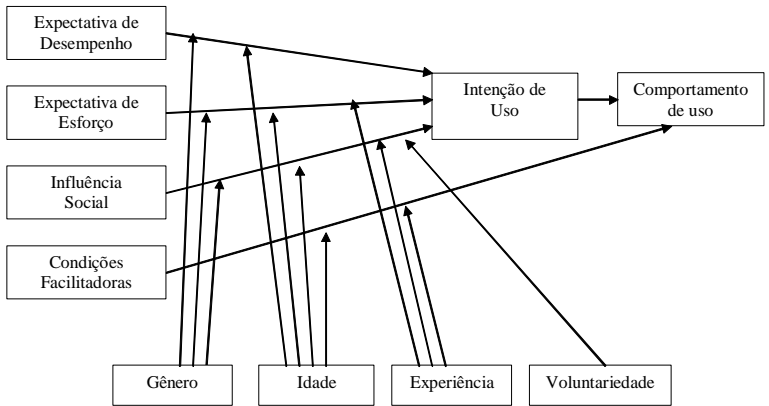 Expectativa de
Desempenho
Expectativa de
Esforço
Influência
Social
Condições
Facilitadoras
Intenção de
Uso
Comportamento
de uso
Gênero
Idade
Experiência
Voluntariedade